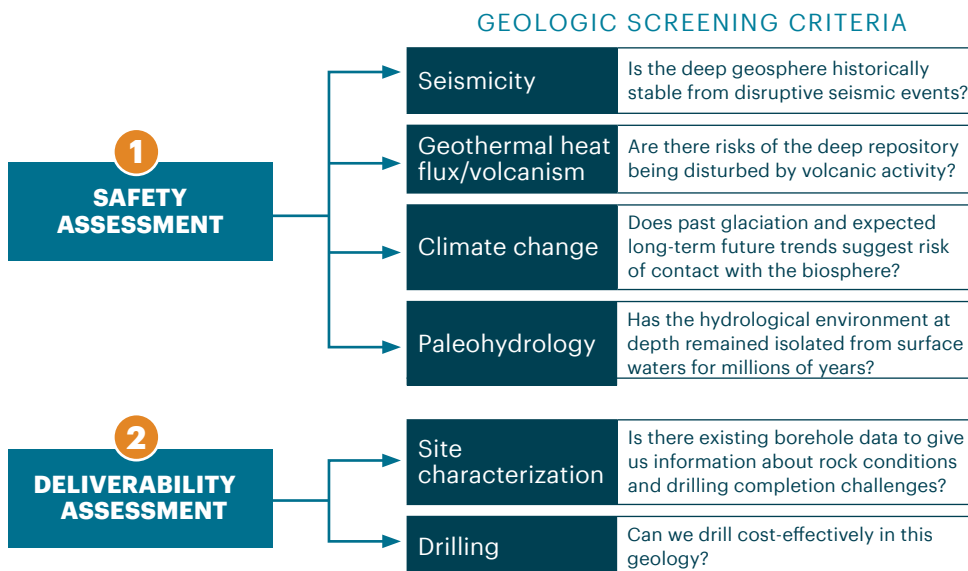 GEOLOGIC SCREENING CRITERIA
1
SAFETY
ASSESSMENT
Seismicity
Is the deep geosphere historically
stable from disruptive seismic events?
Geothermal heat
flux/volcanism
Are there risks of the deep repository
being disturbed by volcanic activity?
Climate change
Does past glaciation and expected
long-term future trends suggest risk
of contact with the biosphere?
Paleohydrology
Has the hydrological environment at
depth remained isolated from surface
waters for millions of years?
2
DELIVERABILITY
ASSESSMENT
Site
characterization
Is there existing borehole data to give
us information about rock conditions
and drilling completion challenges?
Drilling
Can we drill cost-effectively in this
geology?